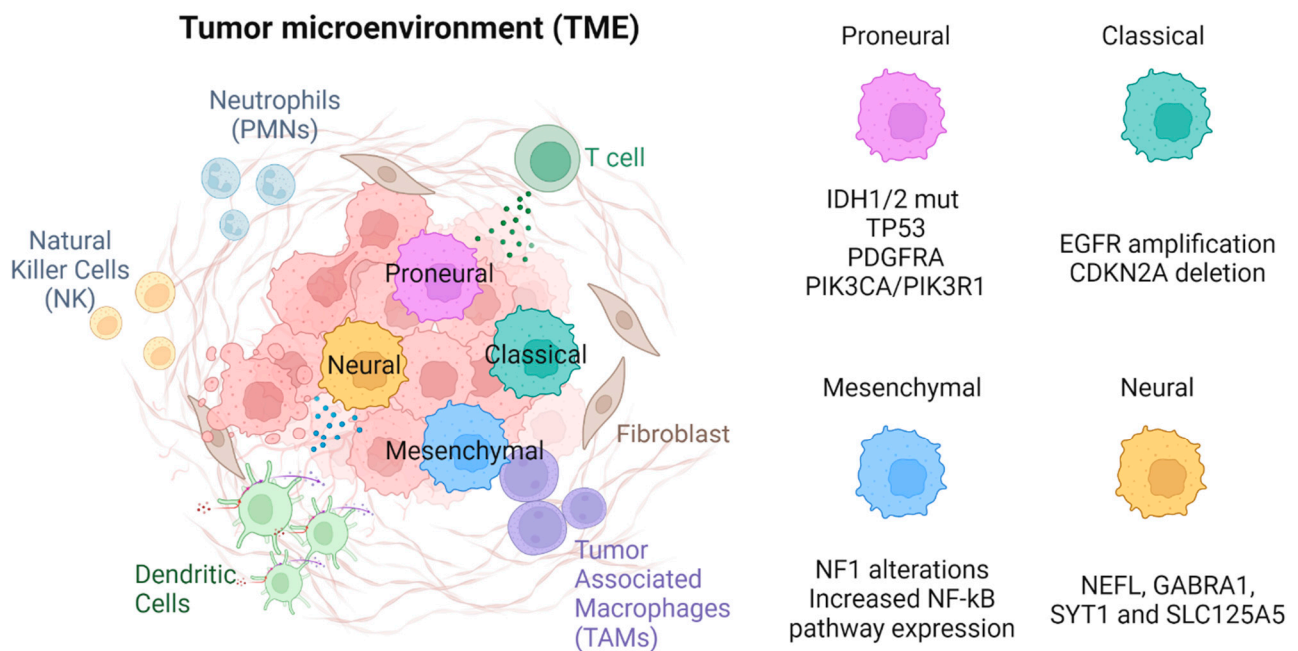 Tumor microenvironment (TME)
Neutrophils
(PMNs)
T cell
Natural
Killer Cells
(NK)
Proneural
Neural
Classical
Mesenchymal
Fibroblast
Dendritic
Cells
Tumor
Associated
Macrophages
(TAMs)
Proneural
IDH1/2 mut
TP53
PDGFRA
PIK3CA/PIK3R1
Classical
EGFR amplification
CDKN2A deletion
Mesenchymal
NF1 alterations
Increased NF-kB
pathway expression
Neural
NEFL, GABRA1,
SYT1 and SLC125A5